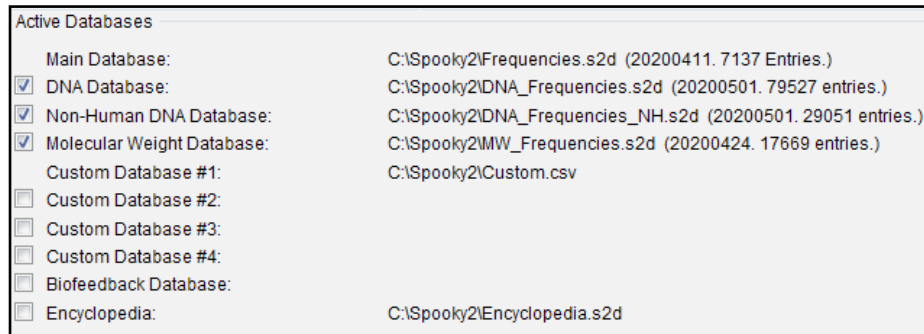 Active Databases
Main Database: C:\Spooky2\Frequencies.s2d (20200411. 7137 Entries.)
DNA Database: C:\Spooky2\DNA_Frequencies.s2d (20200501. 79527 entries.)
Non-Human DNA Database: C:\Spooky2\DNA_Frequencies_NH.s2d (20200501. 29051 entries.)
Molecular Weight Database: C:\Spooky2\MW_Frequencies.s2d (20200424. 17669 entries.)
Custom Database #1: C:\Spooky2\Custom.csv
Custom Database #2:
Custom Database #3:
Custom Database #4:
Biofeedback Database:
Encyclopedia: C:\Spooky2\Encyclopedia.s2d